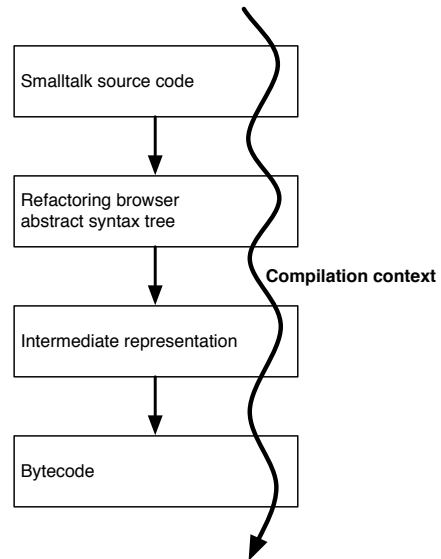 Smalltalk source code
Refactoring browser
abstract syntax tree
Compilation context
Intermediate representation
Bytecode